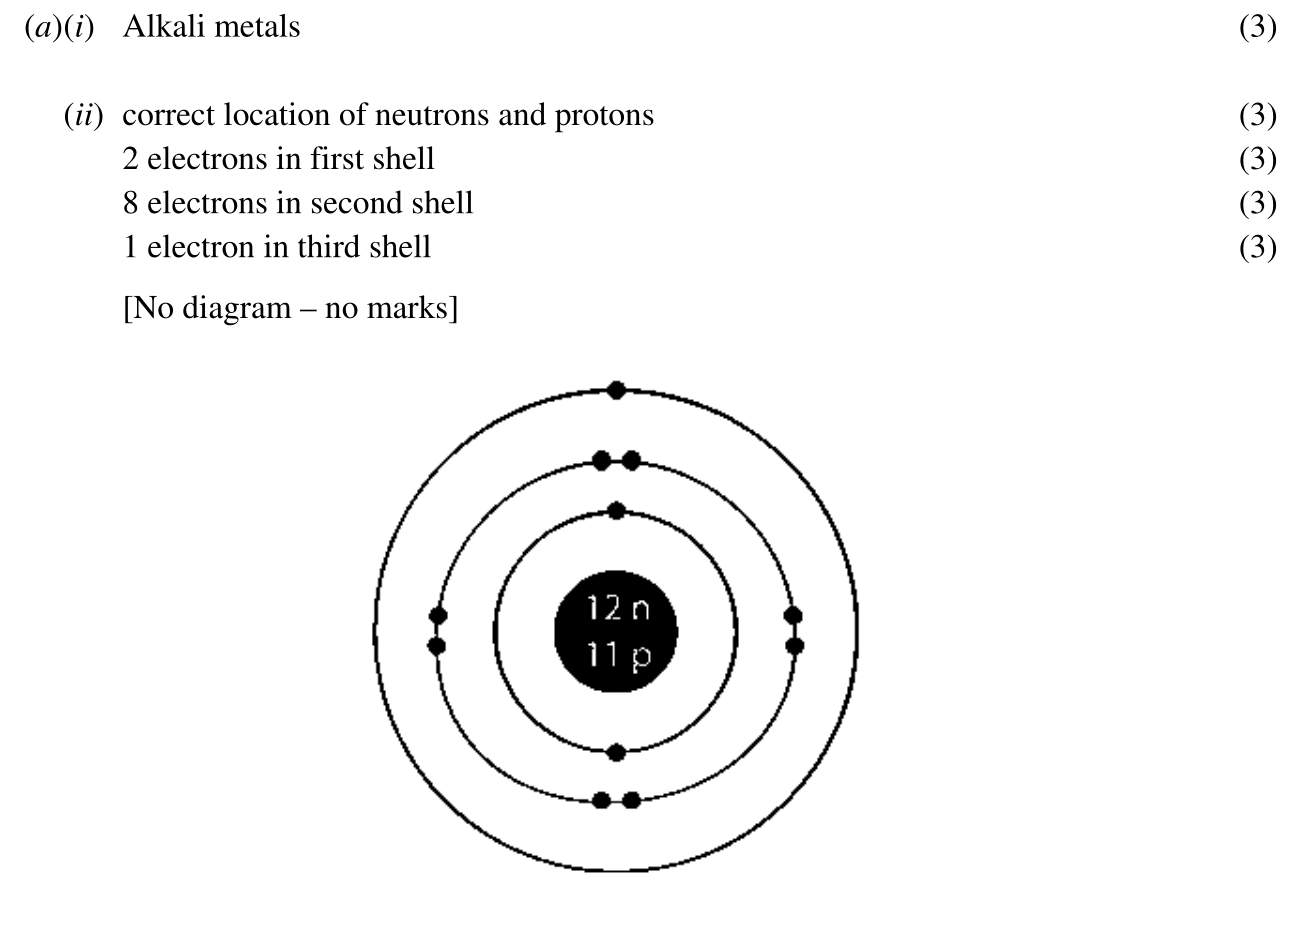 (a)(i) Alkali metals (3)
(ii) correct location of neutrons and protons (3)
2 electrons in first shell (3)
8 electrons in second shell (3)
1 electron in third shell (3)
[No diagram – no marks]
12 n
11 p